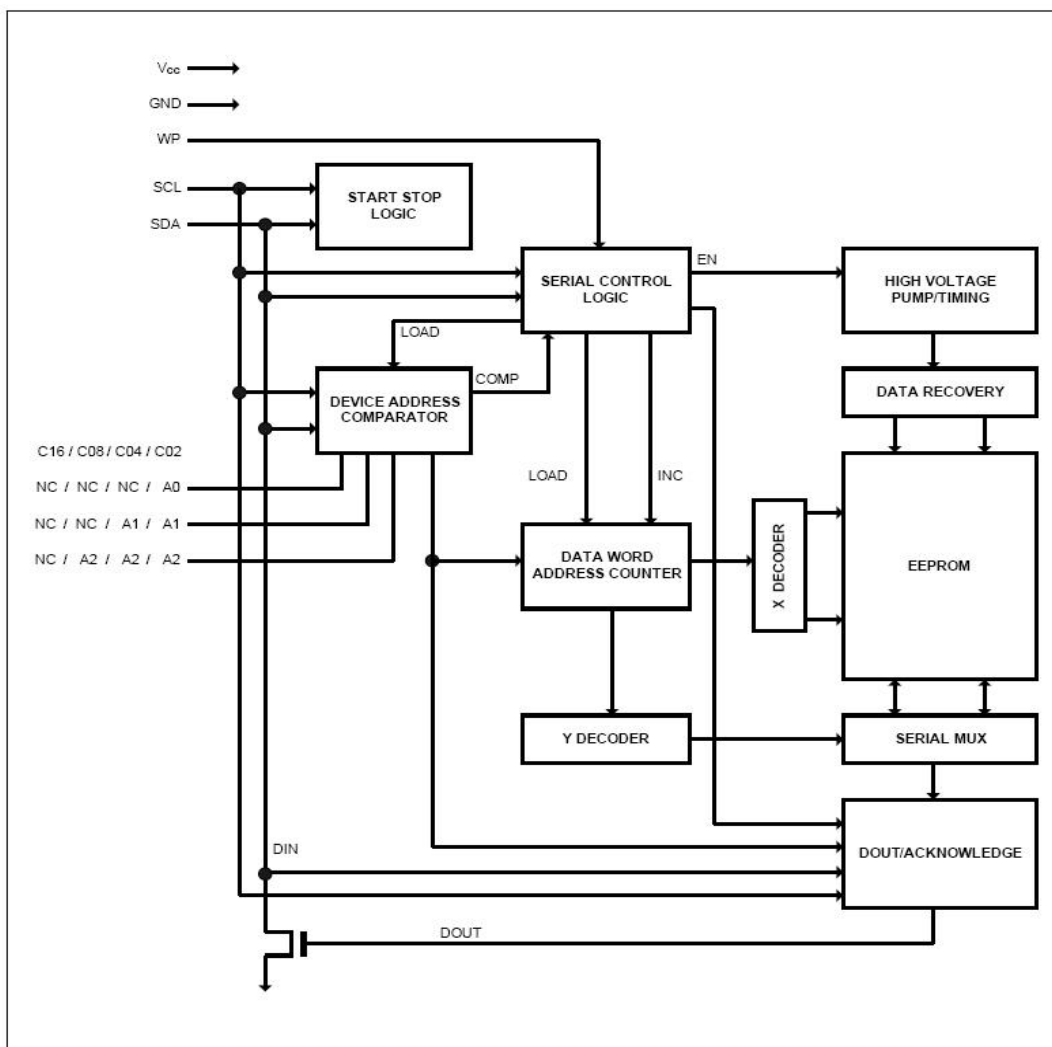 Vcc
GND
WP
SCL
SDA
START STOP
LOGIC
SERIAL CONTROL
LOGIC
EN
HIGH VOLTAGE
PUMP/TIMING
LOAD
COMP
DEVICE ADDRESS
COMPARATOR
DATA RECOVERY
C16 / C08 / C04 / C02
NC / NC / NC / A0
NC / NC / A1 / A1
NC / A2 / A2 / A2
LOAD
INC
DATA WORD
ADDRESS COUNTER
X DECODER
EEPROM
Y DECODER
SERIAL MUX
DIN
DOUT/ACKNOWLEDGE
DOUT